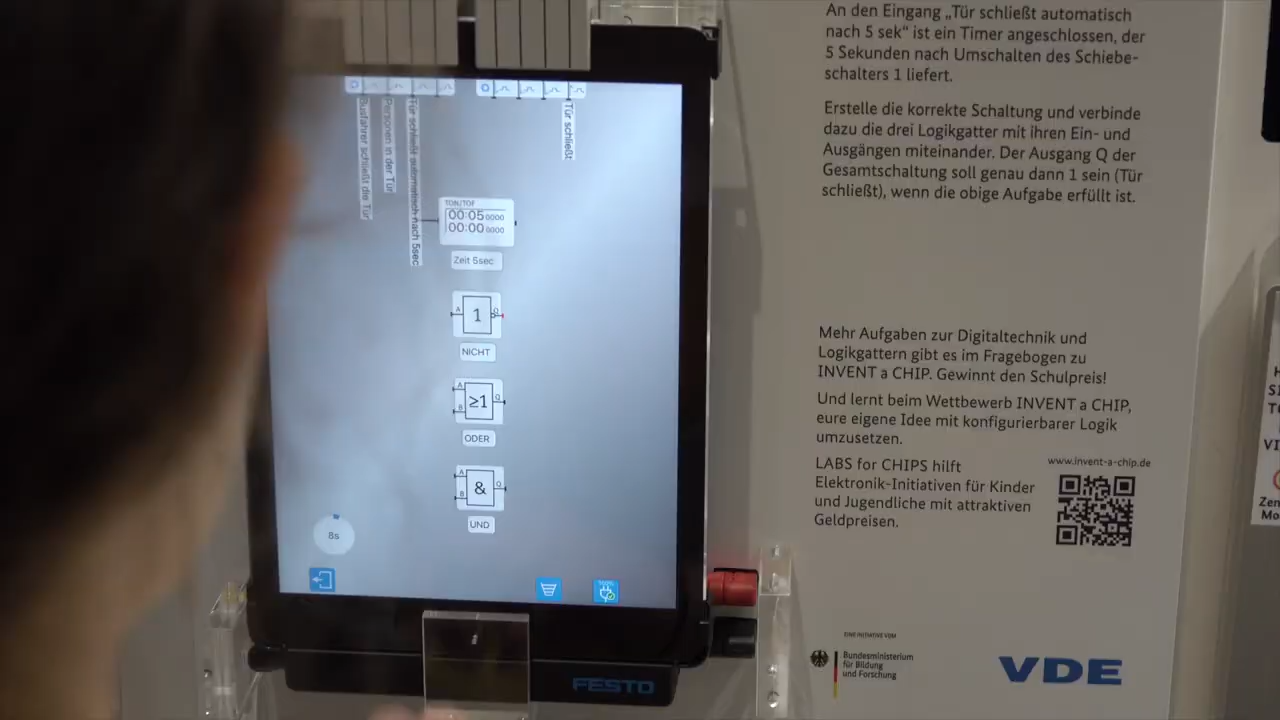 Busfahrer schließt die Tür
Personen in der Tür
Tür schließt automatisch nach 5sec
Tür schließt
TON/TOF
00:05 0000
00:00 0000
Zeit 5sec
A 1 Q
NICHT
A B ≥1 Q
ODER
A B & Q
UND
8s
FESTO
An den Eingang „Tür schließt automatisch
nach 5 sek“ ist ein Timer angeschlossen, der
5 Sekunden nach Umschalten des Schiebe-
schalters 1 liefert.
Erstelle die korrekte Schaltung und verbinde
dazu die drei Logikgatter mit ihren Ein- und
Ausgängen miteinander. Der Ausgang Q der
Gesamtschaltung soll genau dann 1 sein (Tür
schließt), wenn die obige Aufgabe erfüllt ist.
Mehr Aufgaben zur Digitaltechnik und
Logikgattern gibt es im Fragebogen zu
INVENT a CHIP. Gewinnt den Schulpreis!
Und lernt beim Wettbewerb INVENT a CHIP,
eure eigene Idee mit konfigurierbarer Logik
umzusetzen.
LABS for CHIPS hilft
Elektronik-Initiativen für Kinder
und Jugendliche mit attraktiven
Geldpreisen.
www.invent-a-chip.de
EINE INITIATIVE VOM
Bundesministerium
für Bildung
und Forschung
VDE